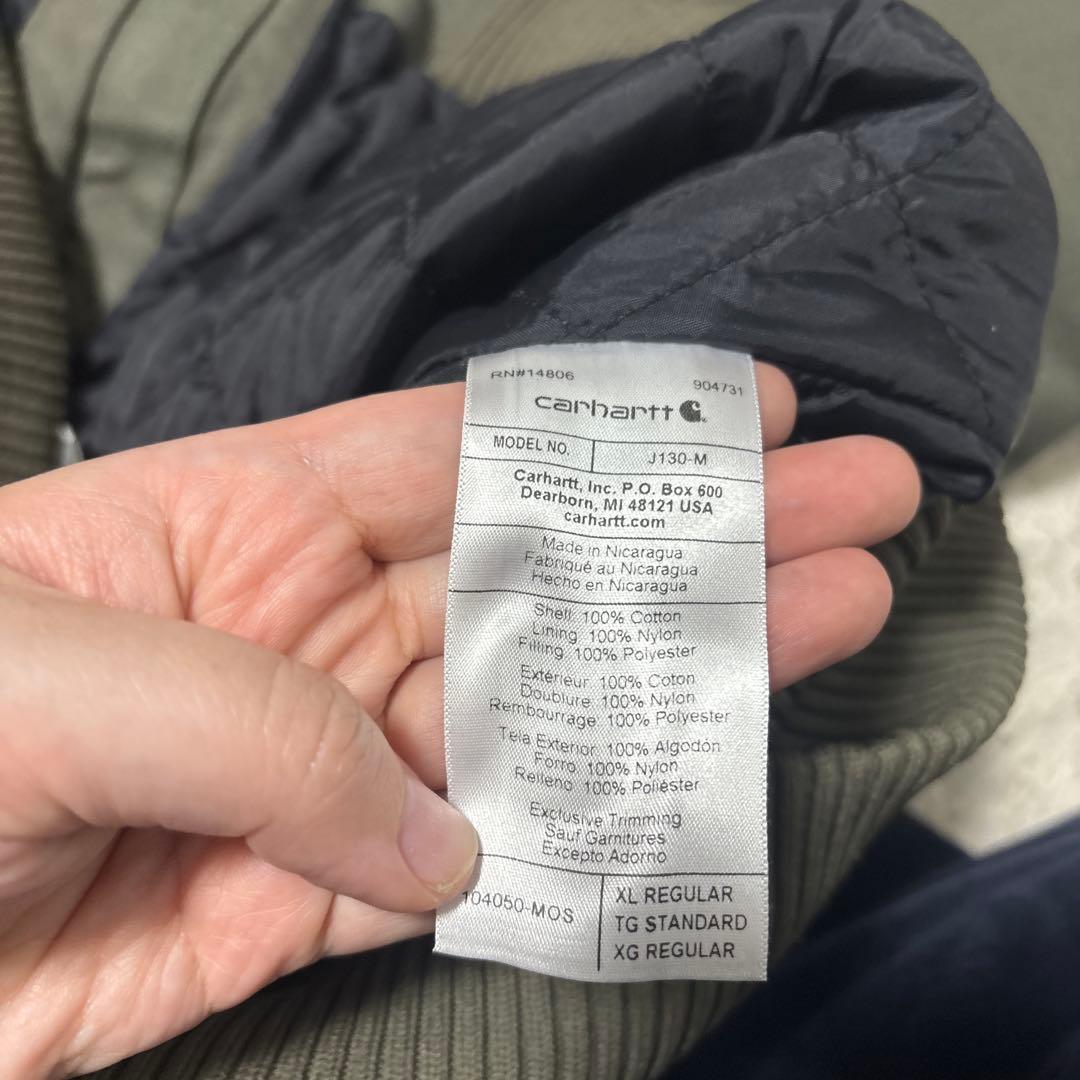 RN#14806
904731
carhartt
MODEL NO.
J130-M
Carhartt, Inc. P.O. Box 600
Dearborn, MI 48121 USA
carhartt.com
Made in Nicaragua
Fabriqué au Nicaragua
Hecho en Nicaragua
Shell 100% Cotton
Lining 100% Nylon
Filling 100% Polyester
Extérieur 100% Coton
Doublure 100% Nylon
Rembourrage 100% Polyester
Tela Exterior 100% Algodón
Forro 100% Nylon
Relleno 100% Poliéster
Exclusive Trimming
Sauf Garnitures
Excepto Adorno
104050-MOS
XL REGULAR
TG STANDARD
XG REGULAR